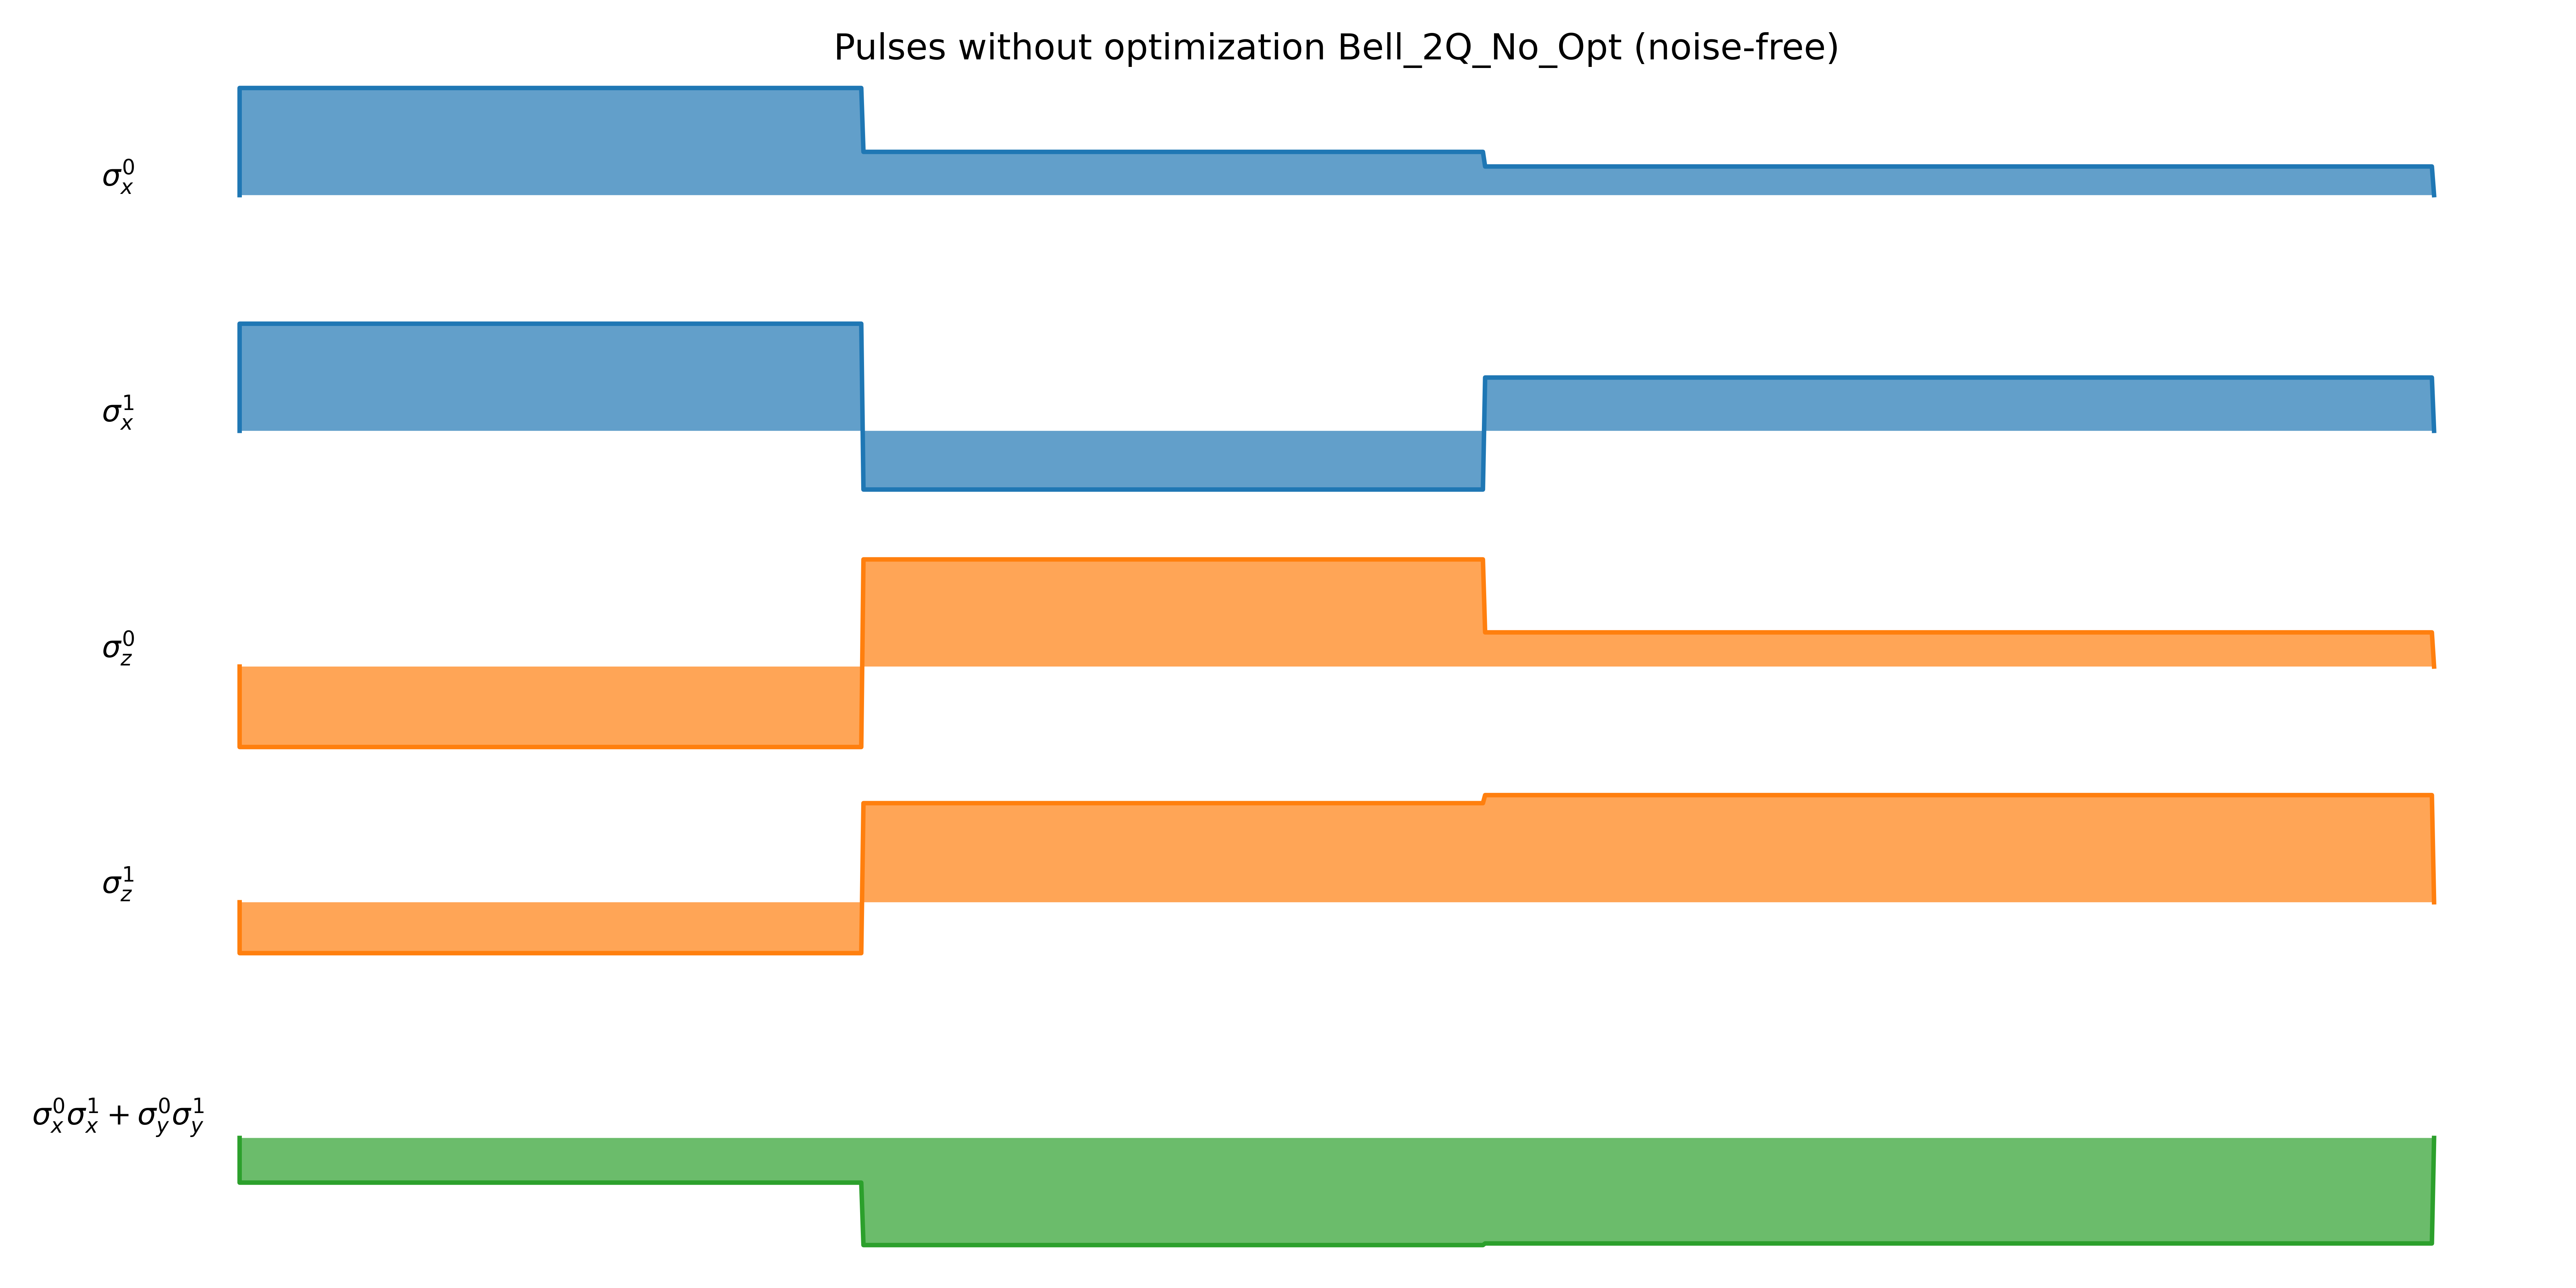 Pulses without optimization Bell_2Q_No_Opt (noise-free)
σ_x^0
σ_x^1
σ_z^0
σ_z^1
σ_x^0σ_x^1 + σ_y^0σ_y^1